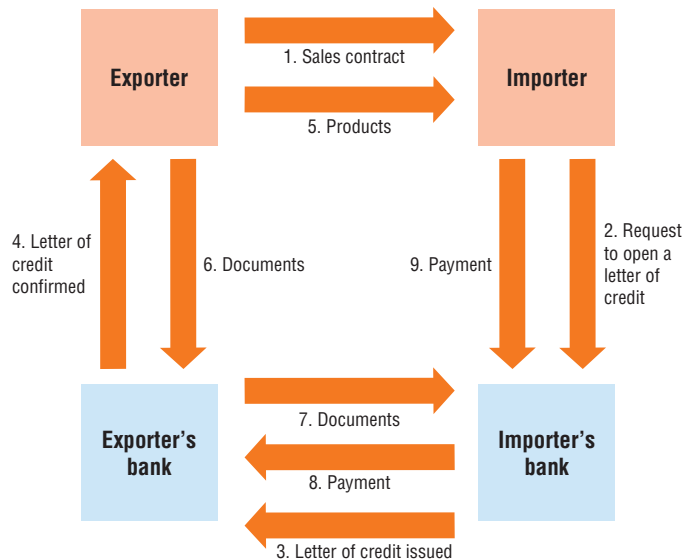 Exporter
1. Sales contract
Importer
5. Products
4. Letter of
credit
confirmed
6. Documents
9. Payment
2. Request
to open a
letter of
credit
Exporter’s
bank
7. Documents
Importer’s
bank
8. Payment
3. Letter of credit issued